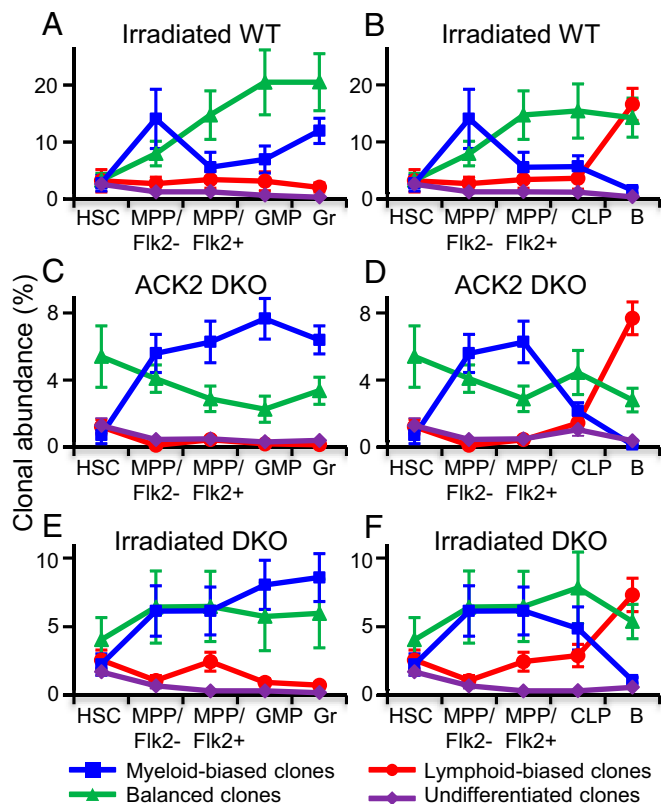 A Irradiated WT
B Irradiated WT
20
10
0
HSC MPP/ MPP/ GMP Gr
Flk2- Flk2+
20
10
0
HSC MPP/ MPP/ CLP B
Flk2- Flk2+
Clonal abundance (%)
C ACK2 DKO
D ACK2 DKO
8
4
0
HSC MPP/ MPP/ GMP Gr
Flk2- Flk2+
8
4
0
HSC MPP/ MPP/ CLP B
Flk2- Flk2+
E Irradiated DKO
F Irradiated DKO
10
5
0
HSC MPP/ MPP/ GMP Gr
Flk2- Flk2+
10
5
0
HSC MPP/ MPP/ CLP B
Flk2- Flk2+
Myeloid-biased clones
Lymphoid-biased clones
Balanced clones
Undifferentiated clones